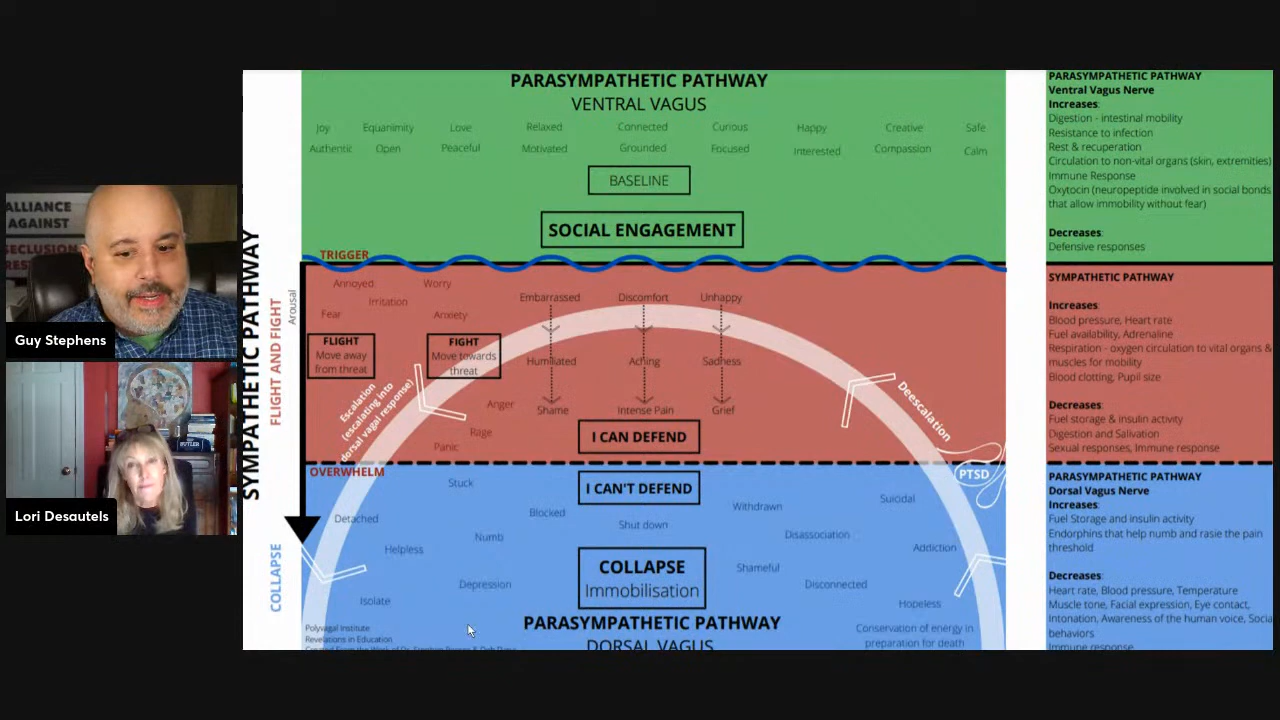 ALLIANCE
AGAINST
SECLUSION
REST
Guy Stephens
BUTLER
Lori Desautels
PARASYMPATHETIC PATHWAY
VENTRAL VAGUS
Joy Equanimity Love Relaxed Connected Curious Happy Creative Safe
Authentic Open Peaceful Motivated Grounded Focused Interested Compassion Calm
BASELINE
SOCIAL ENGAGEMENT
SYMPATHETIC PATHWAY
FLIGHT AND FIGHT
Arousal
COLLAPSE
TRIGGER
Annoyed Worry
Irritation
Fear Anxiety
FLIGHT
Move away
from threat
FIGHT
Move towards
threat
Embarrassed Discomfort Unhappy
Humiliated Aching Sadness
Shame Intense Pain Grief
Escalation
(escalating into
dorsal vagal response)
Anger
Rage
Panic
I CAN DEFEND
Deescalation
PTSD
OVERWHELM
I CAN'T DEFEND
Stuck
Detached
Blocked
Numb
Helpless
Depression
Isolate
Shut down
Withdrawn
Suicidal
Disassociation
Addiction
Shameful
Disconnected
Hopeless
COLLAPSE
Immobilisation
PARASYMPATHETIC PATHWAY
DORSAL VAGUS
Polyvagal Institute
Revelations in Education
Conservation of energy in
preparation for death
PARASYMPATHETIC PATHWAY
Ventral Vagus Nerve
Increases:
Digestion - intestinal mobility
Resistance to infection
Rest & recuperation
Circulation to non-vital organs (skin, extremities)
Immune Response
Oxytocin (neuropeptide involved in social bonds
that allow immobility without fear)
Decreases:
Defensive responses
SYMPATHETIC PATHWAY
Increases:
Blood pressure, Heart rate
Fuel availability, Adrenaline
Respiration - oxygen circulation to vital organs &
muscles for mobility
Blood clotting, Pupil size
Decreases:
Fuel storage & insulin activity
Digestion and Salivation
Sexual responses, Immune response
PARASYMPATHETIC PATHWAY
Dorsal Vagus Nerve
Increases:
Fuel Storage and insulin activity
Endorphins that help numb and rasie the pain
threshold
Decreases:
Heart rate, Blood pressure, Temperature
Muscle tone, Facial expression, Eye contact,
Intonation, Awareness of the human voice, Socia
behaviors
Immune response